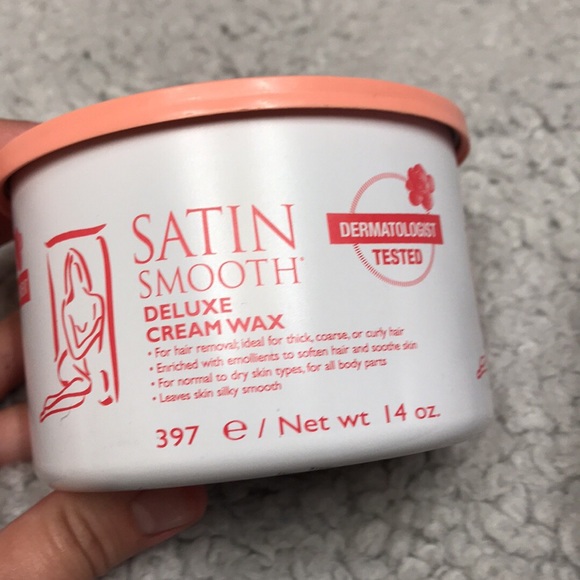 SATIN
SMOOTH
DERMATOLOGIST
TESTED
DELUXE
CREAM WAX
• For hair removal; ideal for thick, coarse, or curly hair
• Enriched with emollients to soften hair and soothe skin
• For normal to dry skin types, for all body parts
• Leaves skin silky smooth
397 ℮ / Net wt 14 oz.